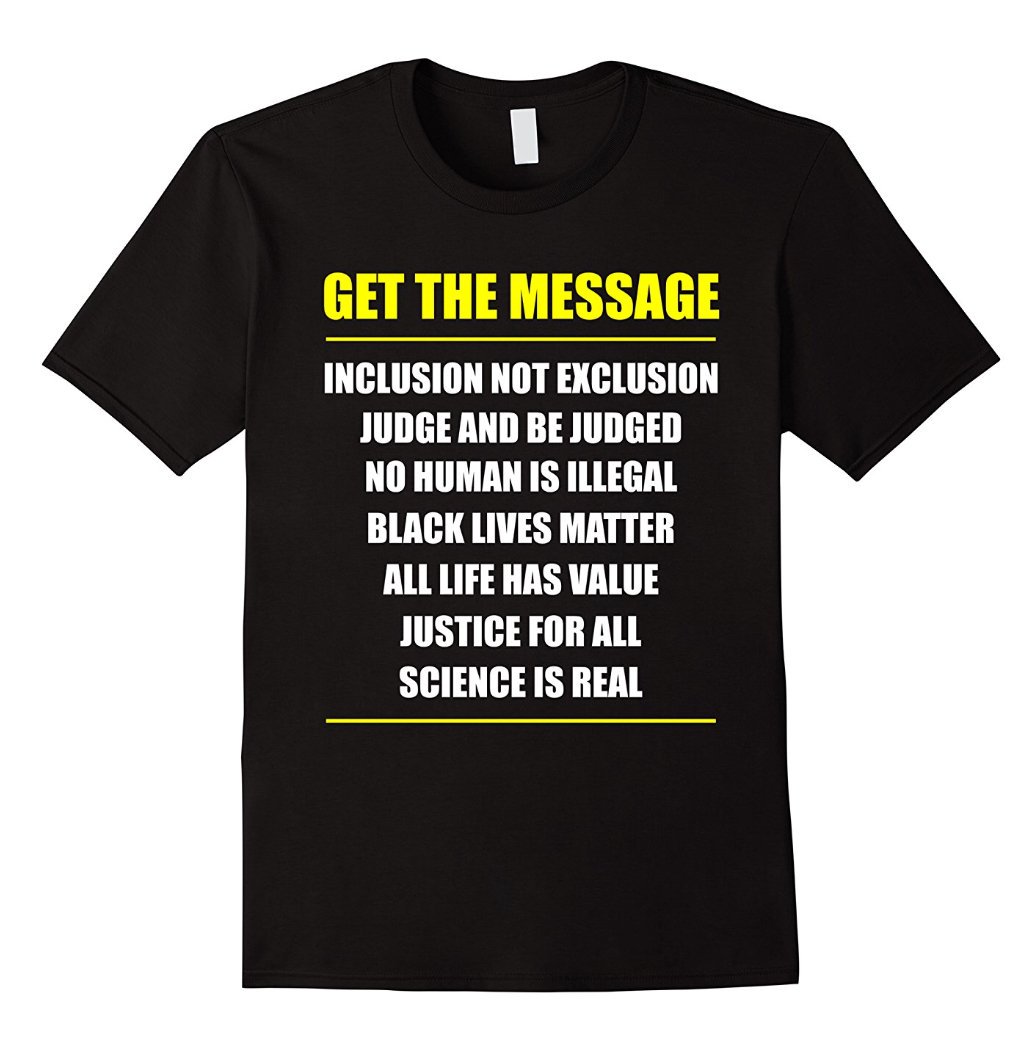 GET THE MESSAGE
INCLUSION NOT EXCLUSION
JUDGE AND BE JUDGED
NO HUMAN IS ILLEGAL
BLACK LIVES MATTER
ALL LIFE HAS VALUE
JUSTICE FOR ALL
SCIENCE IS REAL